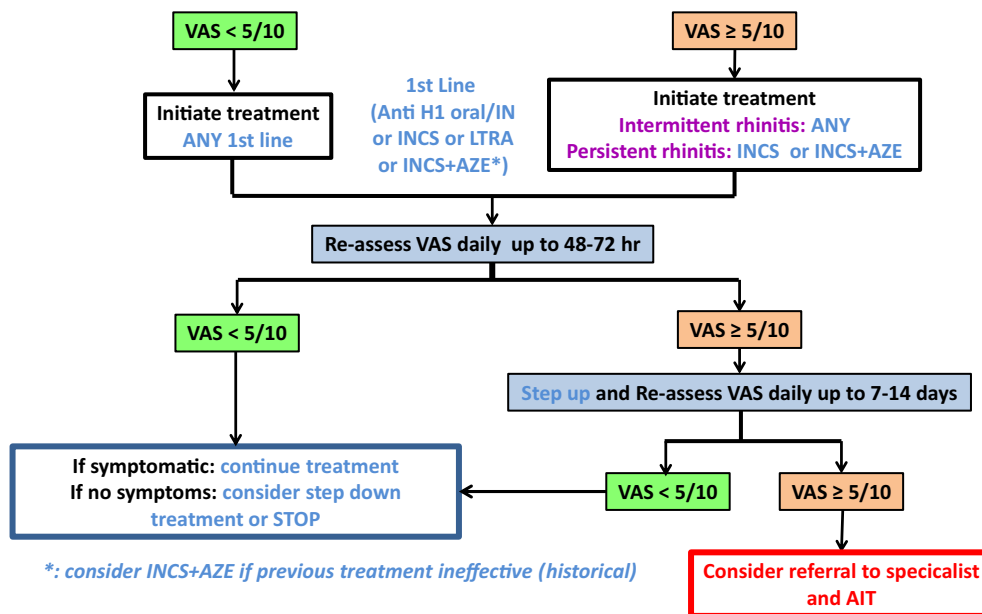 VAS < 5/10
VAS ≥ 5/10
Initiate treatment
ANY 1st line
1st Line
(Anti H1 oral/IN
or INCS or LTRA
or INCS+AZE*)
Initiate treatment
Intermittent rhinitis: ANY
Persistent rhinitis: INCS or INCS+AZE
Re-assess VAS daily up to 48-72 hr
VAS < 5/10
VAS ≥ 5/10
Step up and Re-assess VAS daily up to 7-14 days
If symptomatic: continue treatment
If no symptoms: consider step down
treatment or STOP
VAS < 5/10
VAS ≥ 5/10
*: consider INCS+AZE if previous treatment ineffective (historical)
Consider referral to specicalist
and AIT